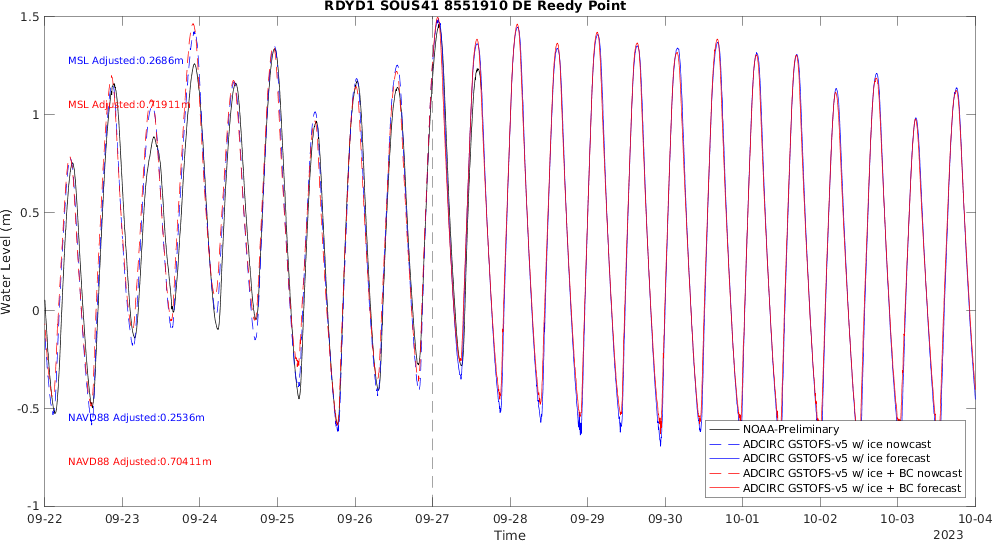 RDYD1 SOUS41 8551910 DE Reedy Point
1.5
1
0.5
0
-0.5
-1
Water Level (m)
MSL Adjusted:0.2686m
MSL Adjusted:0.71911m
NAVD88 Adjusted:0.2536m
NAVD88 Adjusted:0.70411m
NOAA-Preliminary
ADCIRC GSTOFS-v5 w/ ice nowcast
ADCIRC GSTOFS-v5 w/ ice forecast
ADCIRC GSTOFS-v5 w/ ice + BC nowcast
ADCIRC GSTOFS-v5 w/ ice + BC forecast
09-22 09-23 09-24 09-25 09-26 09-27 09-28 09-29 09-30 10-01 10-02 10-03 10-04
Time
2023